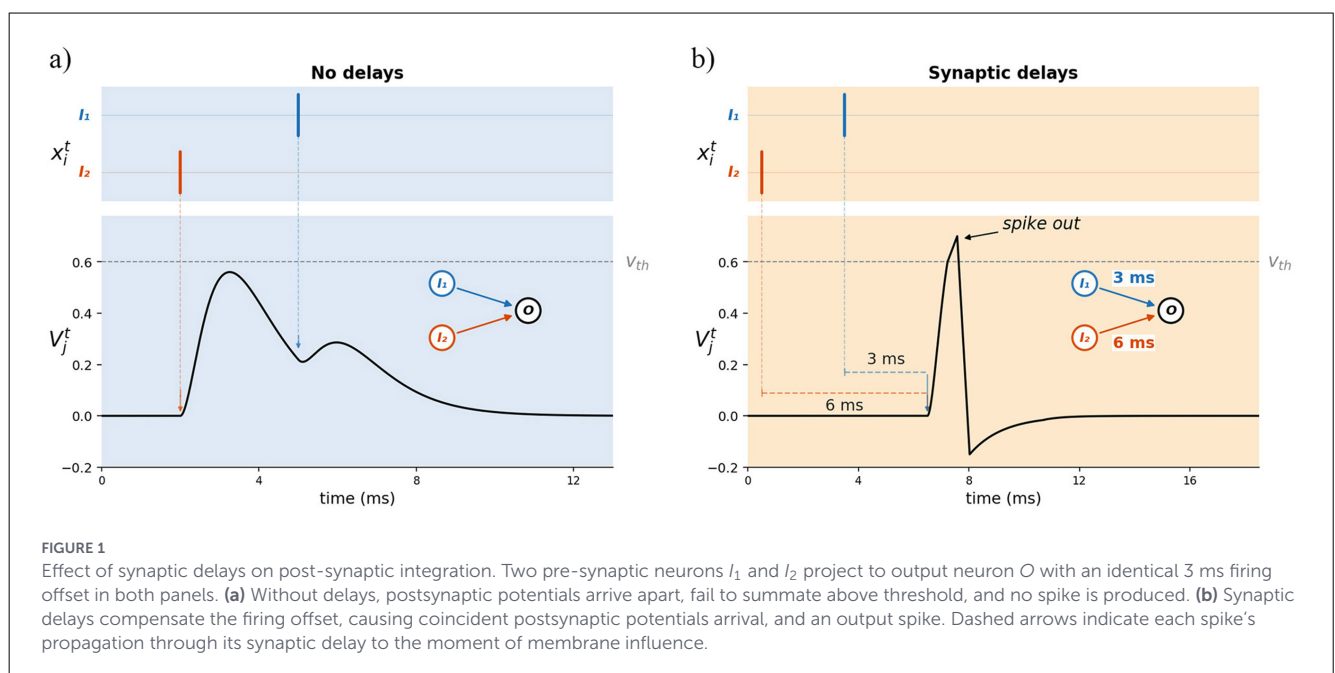 a)
No delays
I₁
x_i^t
I₂
0.6
v_th
0.4
V_j^t
0.2
0.0
−0.2
I₁
I₂
O
0
4
8
12
time (ms)
b)
Synaptic delays
I₁
x_i^t
I₂
spike out
0.6
v_th
0.4
V_j^t
0.2
0.0
−0.2
I₁
3 ms
O
I₂
6 ms
3 ms
6 ms
0
4
8
12
16
time (ms)
FIGURE 1
Effect of synaptic delays on post-synaptic integration. Two pre-synaptic neurons I₁ and I₂ project to output neuron O with an identical 3 ms firing
offset in both panels. (a) Without delays, postsynaptic potentials arrive apart, fail to summate above threshold, and no spike is produced. (b) Synaptic
delays compensate the firing offset, causing coincident postsynaptic potentials arrival, and an output spike. Dashed arrows indicate each spike's
propagation through its synaptic delay to the moment of membrane influence.